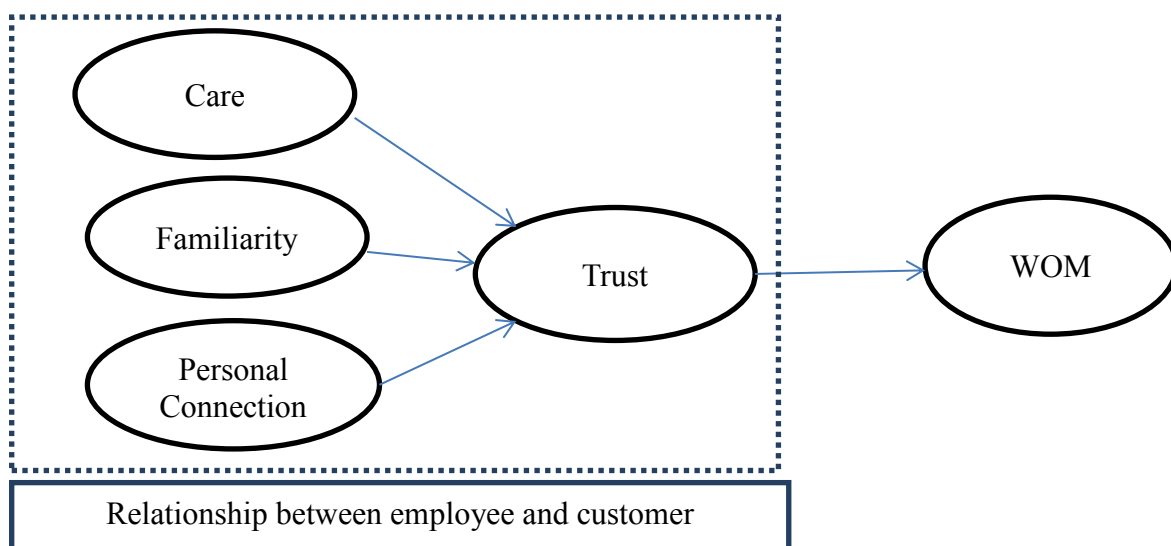 Care
Familiarity
Personal
Connection
Trust
WOM
Relationship between employee and customer